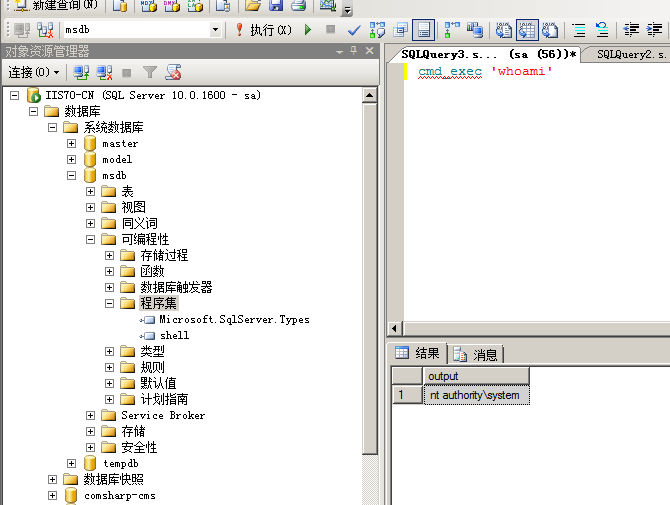 新建查询(N)
msdb
执行(X)
对象资源管理器
连接(O)
IIS70-CN (SQL Server 10.0.1600 - sa)
数据库
系统数据库
master
model
msdb
表
视图
同义词
可编程性
存储过程
函数
数据库触发器
程序集
Microsoft.SqlServer.Types
shell
类型
规则
默认值
计划指南
Service Broker
存储
安全性
tempdb
数据库快照
comsharp-cms
SQLQuery3.s... (sa (56))*
SQLQuery2.s.
cmd_exec 'whoami'
结果
消息
output
1 nt authority\system